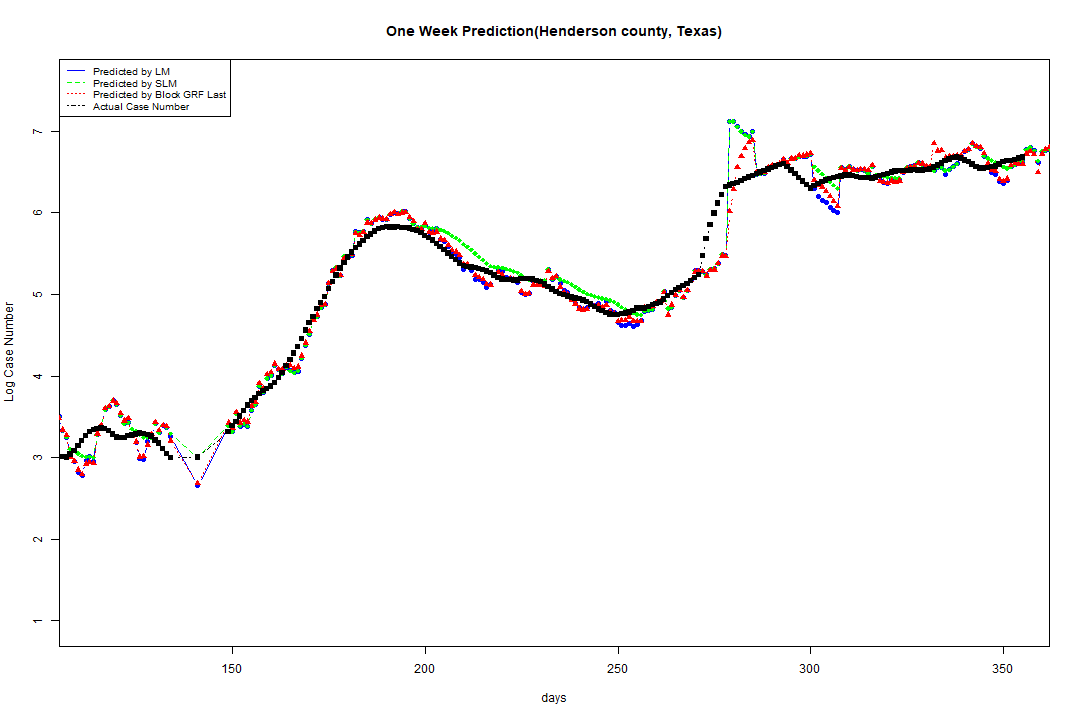 One Week Prediction(Henderson county, Texas)
Predicted by LM
Predicted by SLM
Predicted by Block GRF Last
Actual Case Number
7
6
5
4
3
2
1
Log Case Number
150 200 250 300 350
days